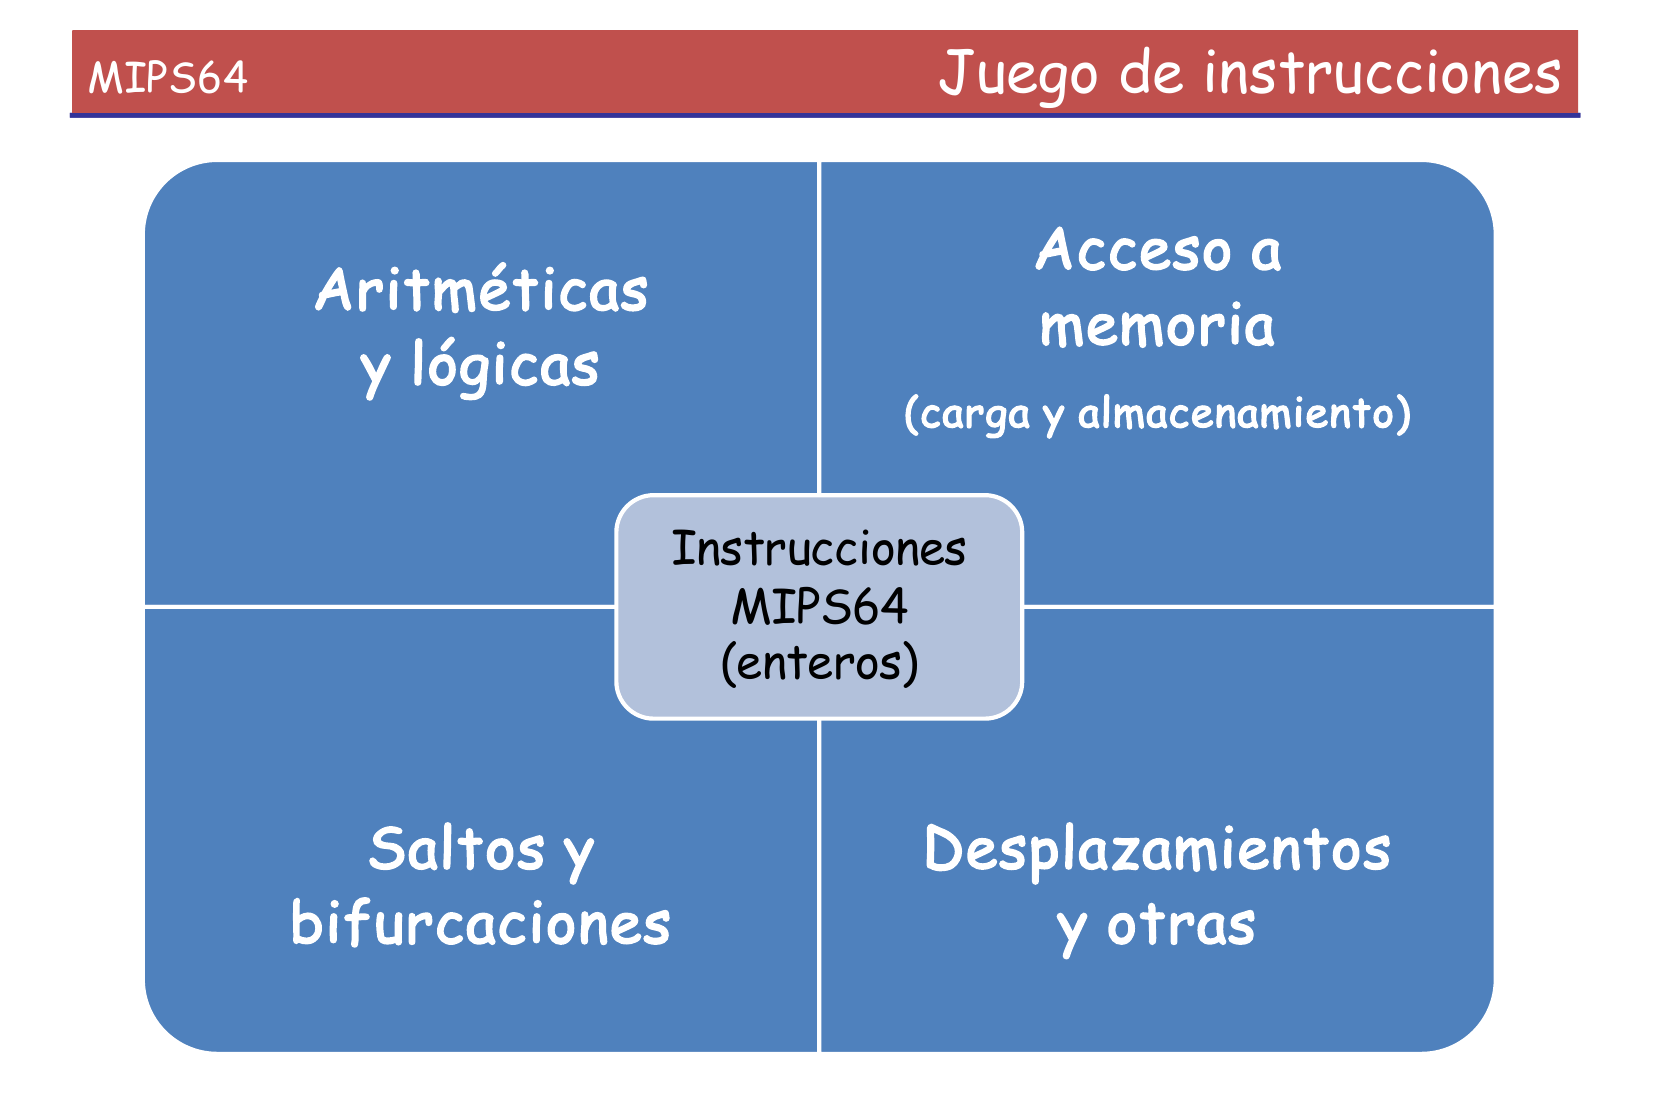 MIPS64
Juego de instrucciones
Aritméticas
y lógicas
Acceso a
memoria
(carga y almacenamiento)
Instrucciones
MIPS64
(enteros)
Saltos y
bifurcaciones
Desplazamientos
y otras